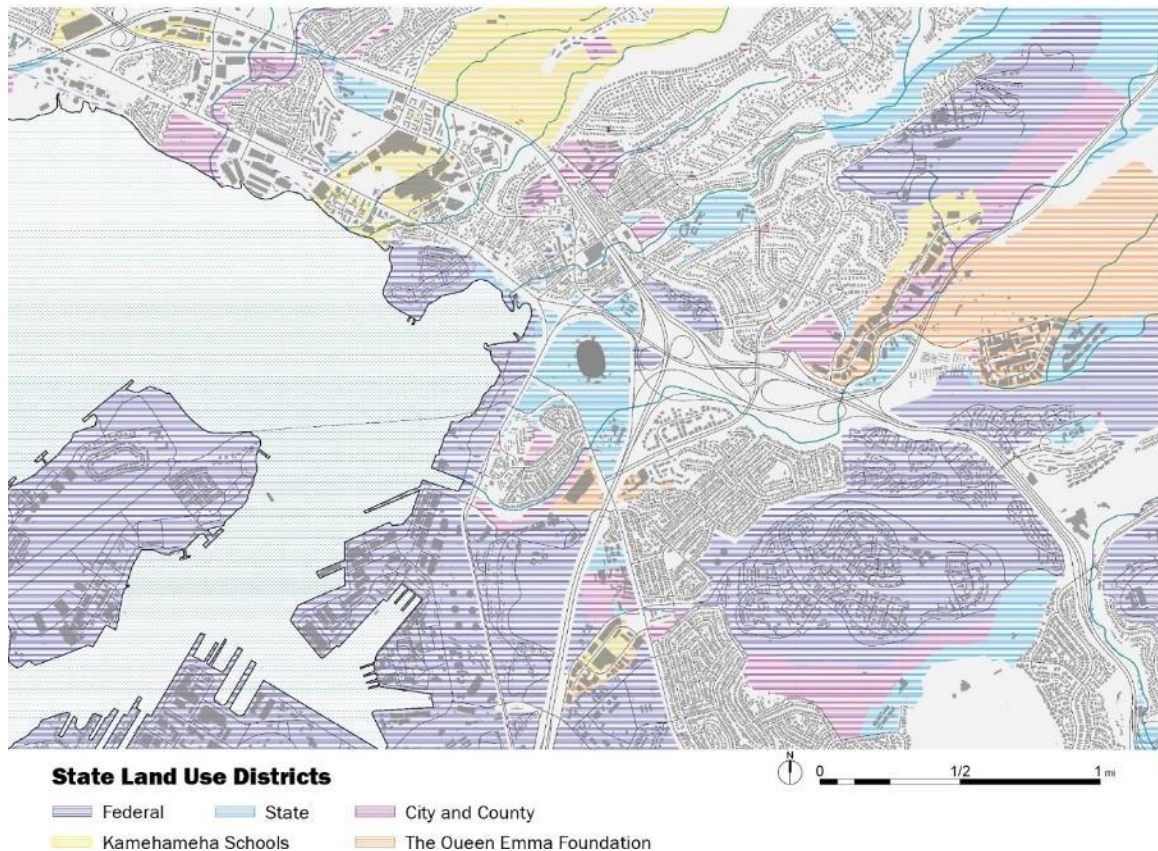 State Land Use Districts
N
0 1/2 1 mi
Federal State City and County
Kamehameha Schools The Queen Emma Foundation